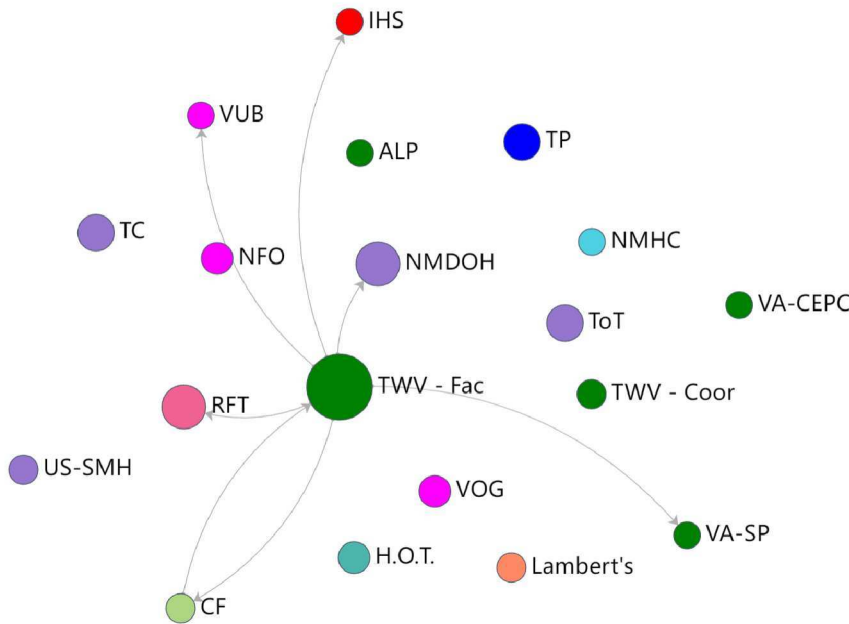 IHS
VUB
ALP
TP
TC
NMHC
NFO
NMDOH
VA-CEPC
ToT
TWV - Fac
TWV - Coor
RFT
US-SMH
VOG
VA-SP
H.O.T.
Lambert's
CF